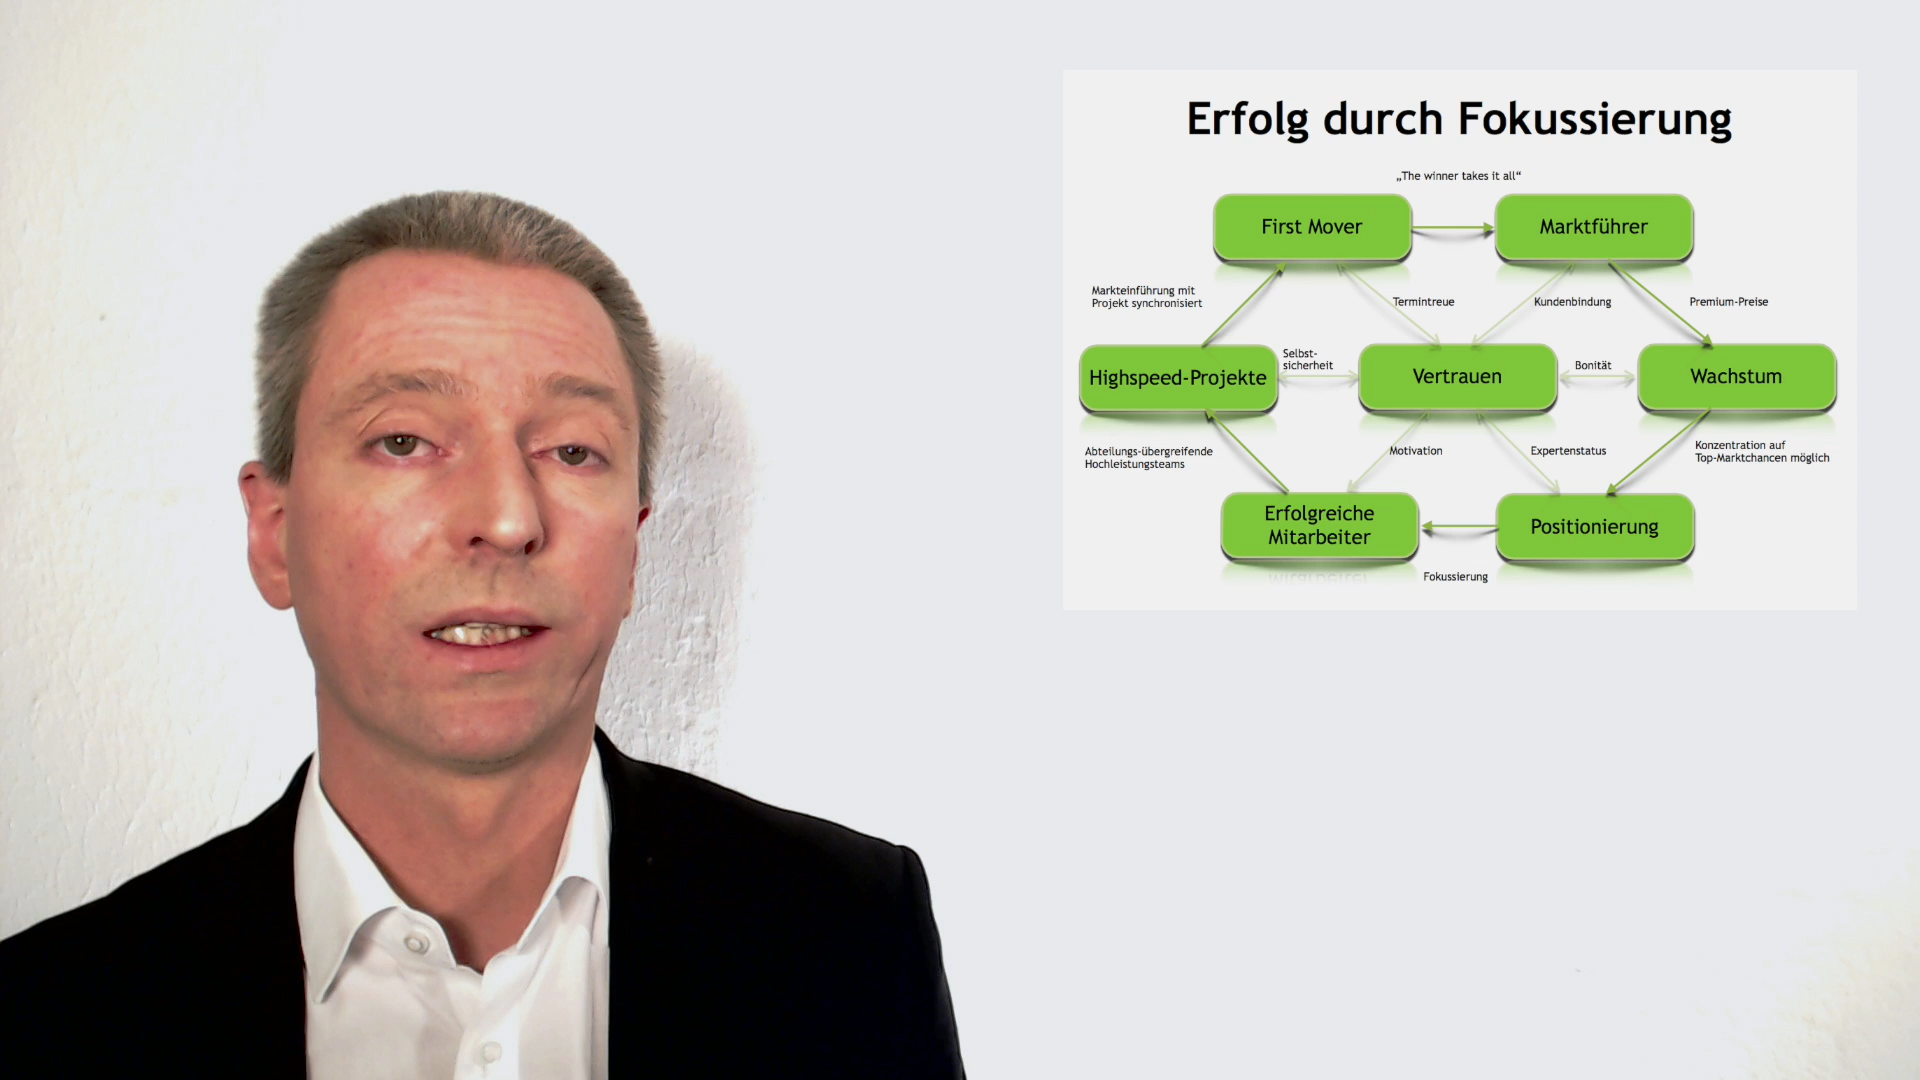 Erfolg durch Fokussierung
„The winner takes it all“
First Mover
Marktführer
Markteinführung mit
Projekt synchronisiert
Termintreue
Kundenbindung
Premium-Preise
Highspeed-Projekte
Selbst-
sicherheit
Vertrauen
Bonität
Wachstum
Abteilungs-übergreifende
Hochleistungsteams
Motivation
Expertenstatus
Konzentration auf
Top-Marktchancen möglich
Erfolgreiche
Mitarbeiter
Positionierung
Fokussierung